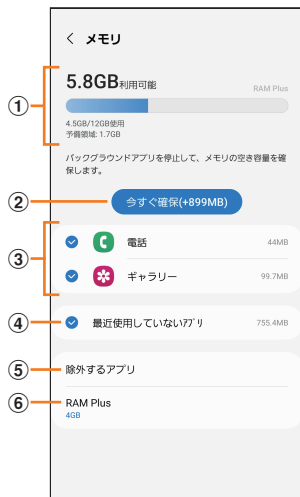 メモリ
① 5.8GB利用可能 RAM Plus
4.5GB/12GB使用
予備領域: 1.7GB
バックグラウンドアプリを停止して、メモリの空き容量を確
保します。
② 今すぐ確保(+899MB)
③ 電話 44MB
ギャラリー 99.7MB
④ 最近使用していないｱﾌﾟﾘ 755.4MB
⑤ 除外するアプリ
⑥ RAM Plus
4GB